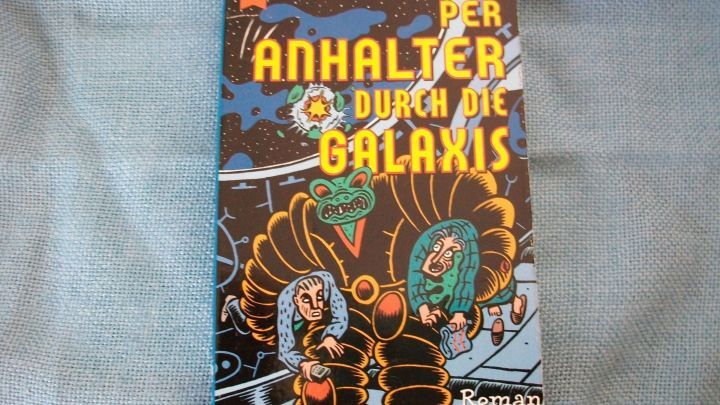 PER
ANHALTER
DURCH DIE
GALAXIS
Roman